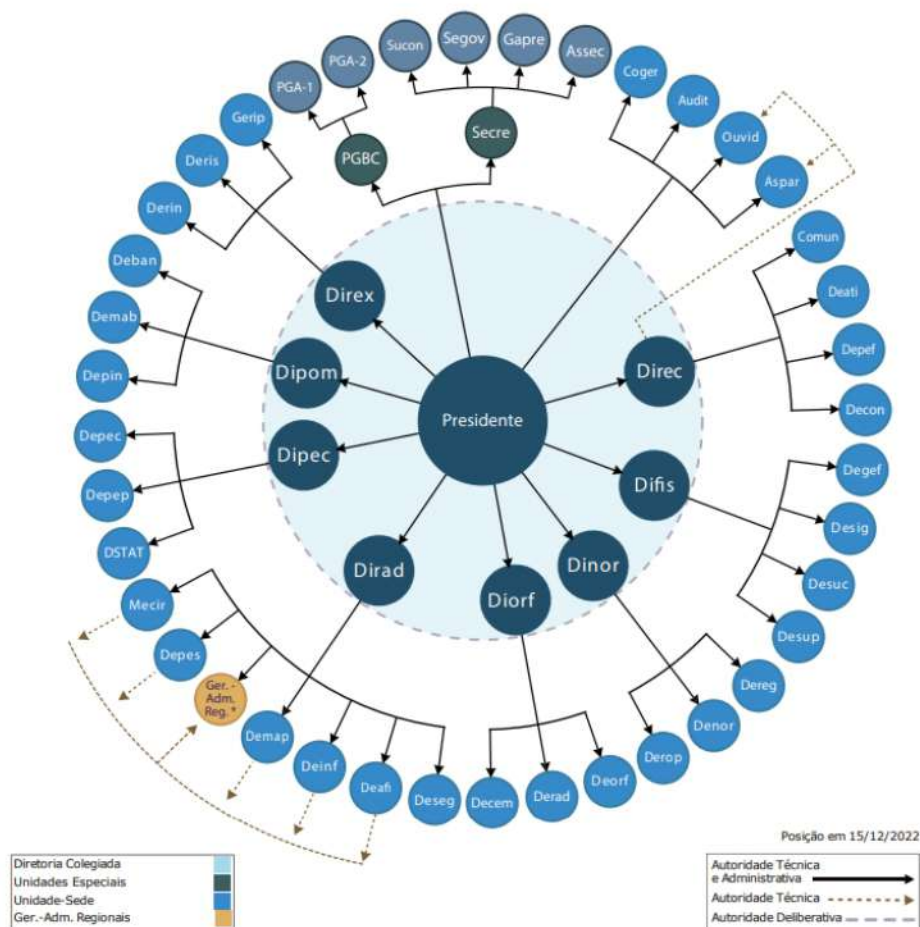 Sucon
Segov
Gapre
Assec
PGA-2
PGA-1
Coger
Audit
Gerip
Secre
Ouvid
PGBC
Deris
Aspar
Derin
Comun
Deban
Direx
Deati
Demab
Dipom
Direc
Depef
Depin
Decon
Presidente
Depec
Dipec
Degef
Difis
Depep
Desig
DSTAT
Dirad
Dinor
Desuc
Diorf
Mecir
Desup
Depes
Dereg
Ger.-
Adm.
Reg.*
Demap
Denor
Deinf
Derop
Deafi
Deorf
Deseg
Decem
Derad
Posição em 15/12/2022
Diretoria Colegiada
Unidades Especiais
Unidade-Sede
Ger.-Adm. Regionais
Autoridade Técnica
e Administrativa
Autoridade Técnica
Autoridade Deliberativa